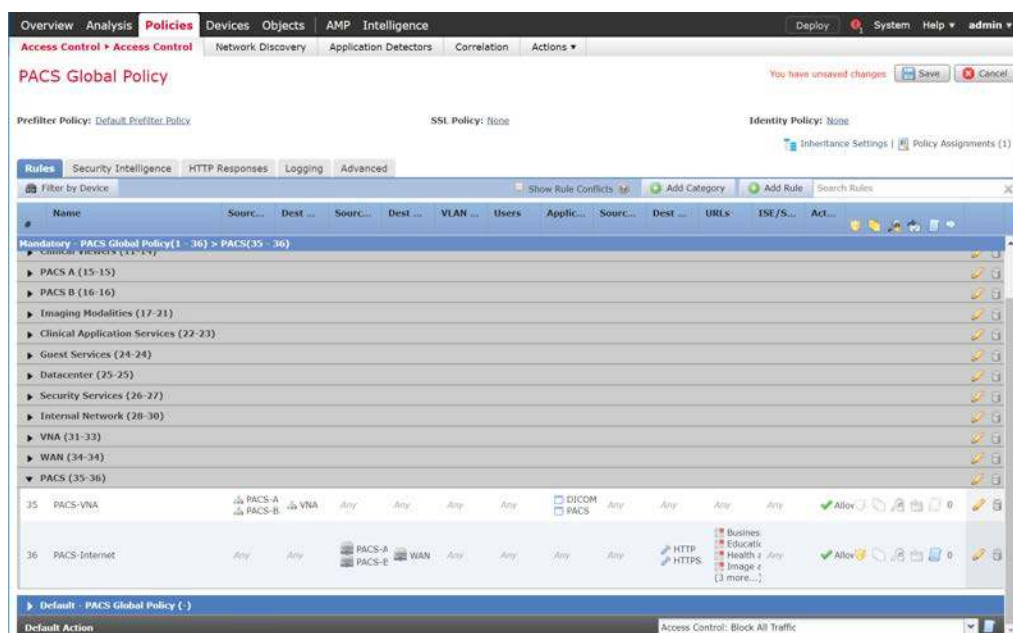 Overview Analysis Policies Devices Objects AMP Intelligence Deploy 1 System Help admin
Access Control ▸ Access Control Network Discovery Application Detectors Correlation Actions
PACS Global Policy
You have unsaved changes Save Cancel
Prefilter Policy: Default Prefilter Policy SSL Policy: None Identity Policy: None
Inheritance Settings | Policy Assignments (1)
Rules Security Intelligence HTTP Responses Logging Advanced
Filter by Device Show Rule Conflicts Add Category Add Rule Search Rules
# Name Sourc... Dest ... Sourc... Dest ... VLAN ... Users Applic... Sourc... Dest ... URLs ISE/S... Act...
Mandatory - PACS Global Policy(1 - 36) > PACS(35 - 36)
Clinical Viewers (11-14)
PACS A (15-15)
PACS B (16-16)
Imaging Modalities (17-21)
Clinical Application Services (22-23)
Guest Services (24-24)
Datacenter (25-25)
Security Services (26-27)
Internal Network (28-30)
VNA (31-33)
WAN (34-34)
PACS (35-36)
35 PACS-VNA PACS-A PACS-B VNA Any Any Any Any DICOM PACS Any Any Any Any Allow 0
36 PACS-Internet Any Any PACS-A PACS-B WAN Any Any Any Any HTTP HTTPS Busines Educatic Health a Image a (3 more...) Any Allow 0
Default - PACS Global Policy (-)
Default Action Access Control: Block All Traffic